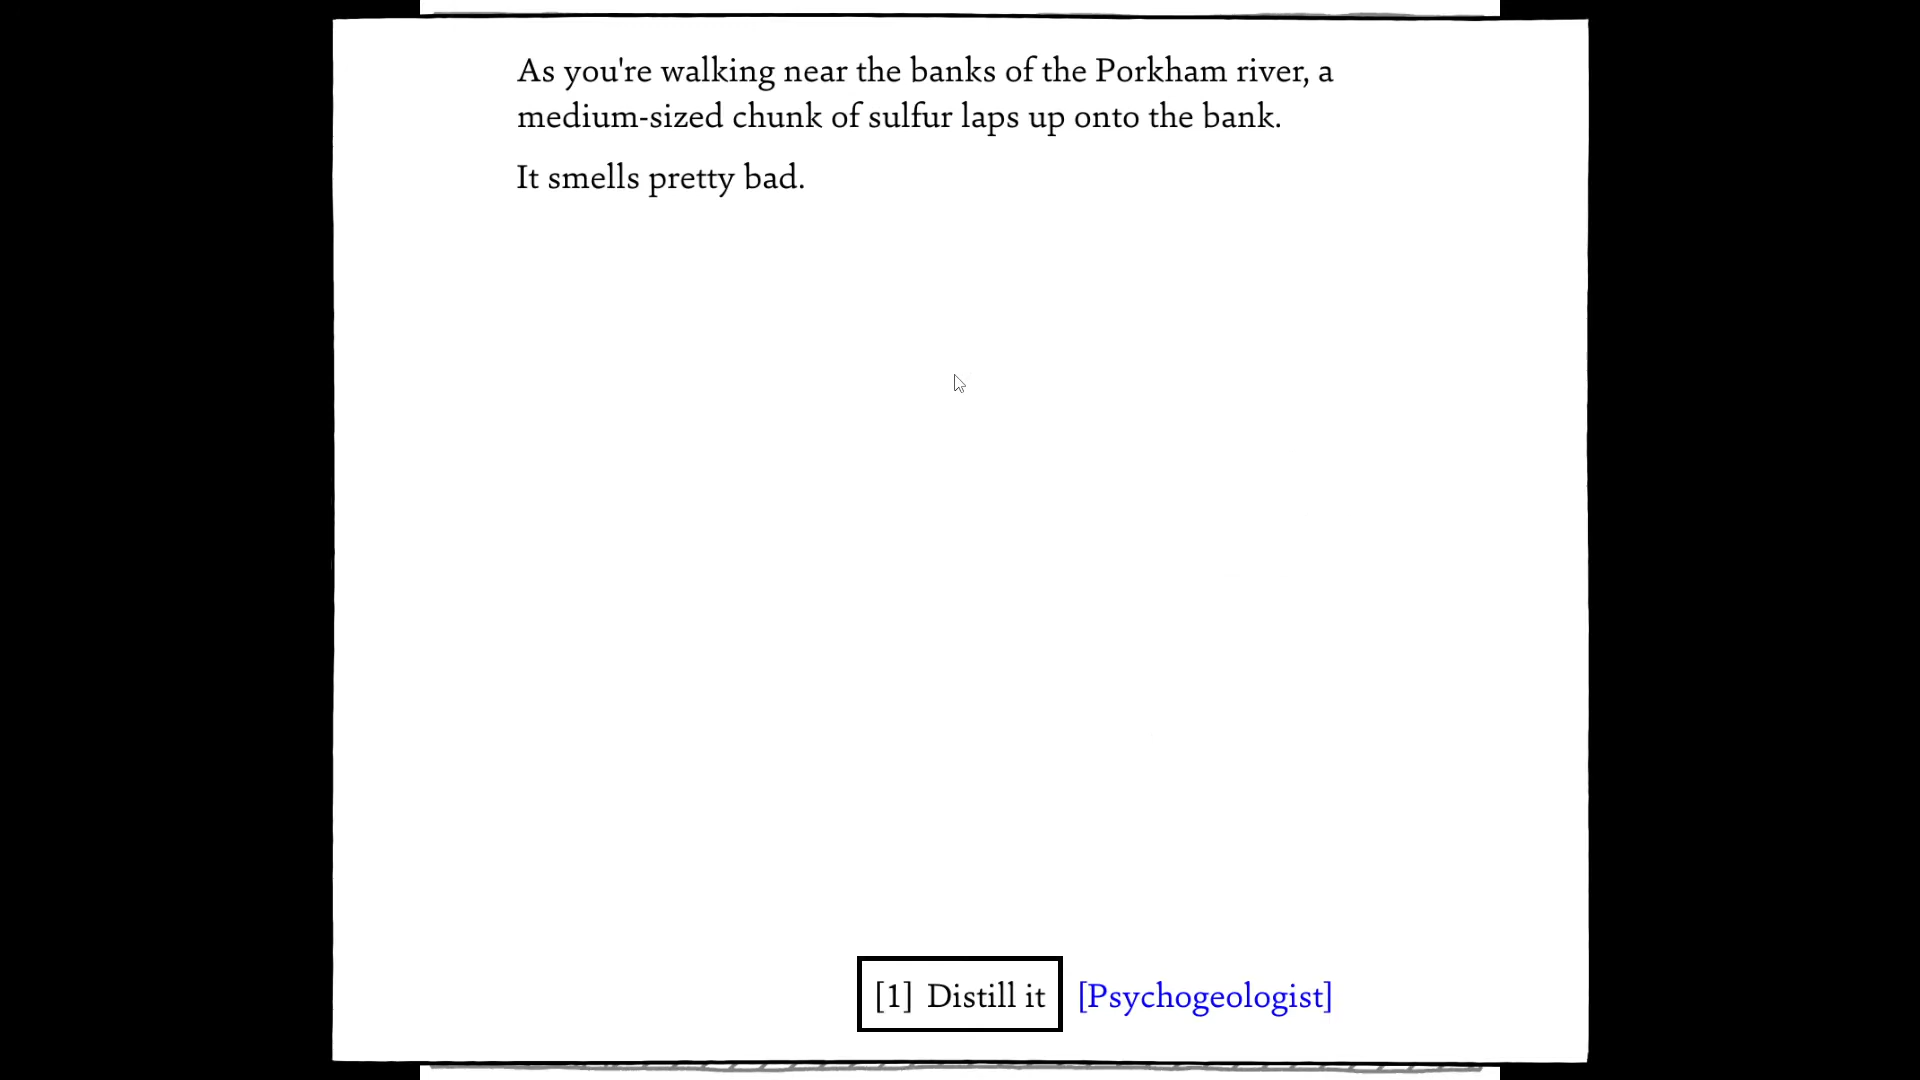 As you're walking near the banks of the Porkham river, a
medium-sized chunk of sulfur laps up onto the bank.
It smells pretty bad.
[1] Distill it [Psychogeologist]